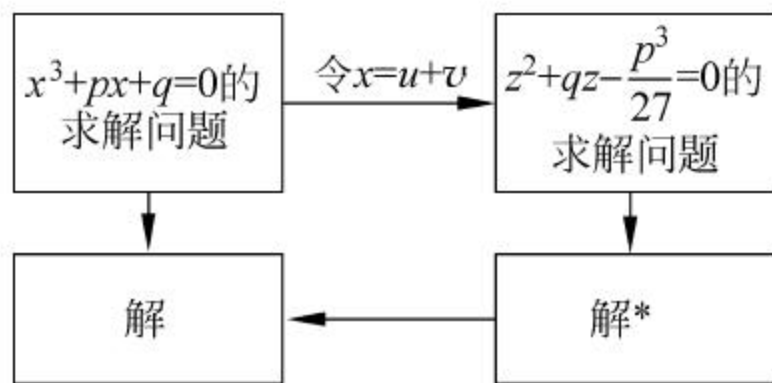 x³+px+q=0的
求解问题
令x=u+v
z²+qz-p³/27=0的
求解问题
解
解*